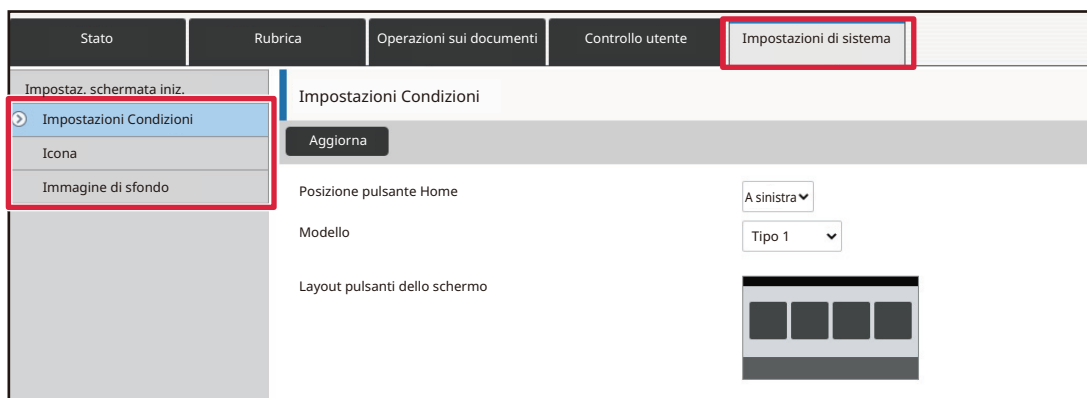 Stato
Rubrica
Operazioni sui documenti
Controllo utente
Impostazioni di sistema
Impostaz. schermata iniz.
Impostazioni Condizioni
Icona
Immagine di sfondo
Impostazioni Condizioni
Aggiorna
Posizione pulsante Home
A sinistra
Modello
Tipo 1
Layout pulsanti dello schermo